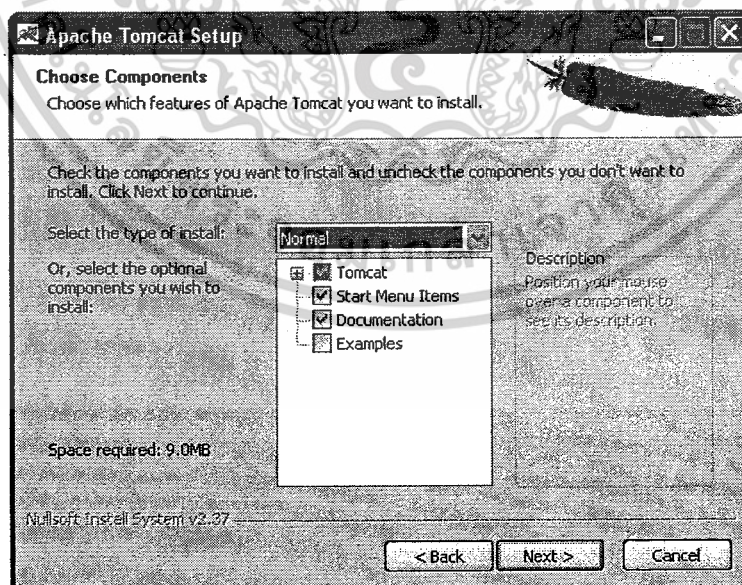 Apache Tomcat Setup
Choose Components
Choose which features of Apache Tomcat you want to install.
Check the components you want to install and uncheck the components you don't want to
install. Click Next to continue.
Select the type of install:
Normal
Or, select the optional
components you wish to
install:
Tomcat
Start Menu Items
Documentation
Examples
Description
Position your mouse
over a component to
see its description.
Space required: 9.0MB
Nullsoft Install System v2.37
< Back
Next >
Cancel